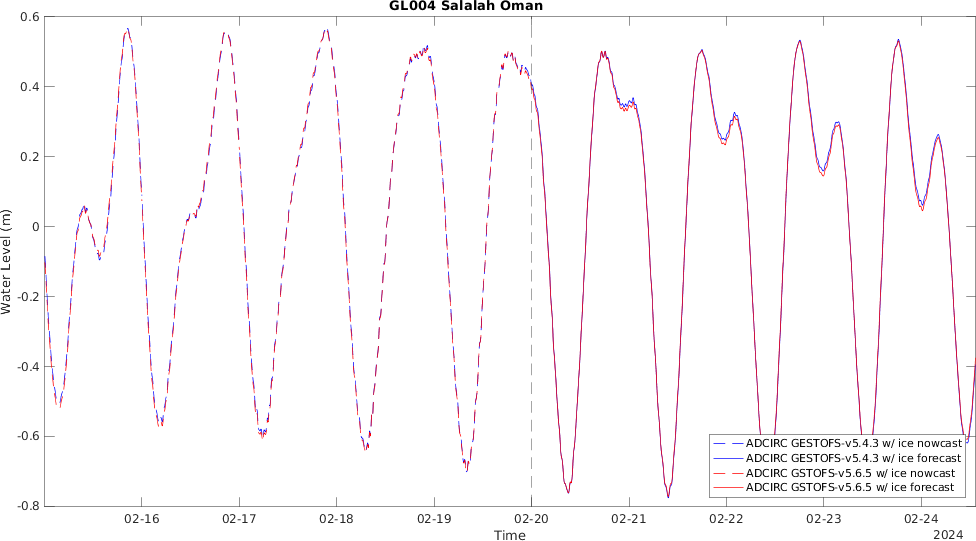 GL004 Salalah Oman
0.6
0.4
0.2
0
-0.2
-0.4
-0.6
-0.8
Water Level (m)
ADCIRC GESTOFS-v5.4.3 w/ ice nowcast
ADCIRC GESTOFS-v5.4.3 w/ ice forecast
ADCIRC GSTOFS-v5.6.5 w/ ice nowcast
ADCIRC GSTOFS-v5.6.5 w/ ice forecast
02-16 02-17 02-18 02-19 02-20 02-21 02-22 02-23 02-24
Time
2024